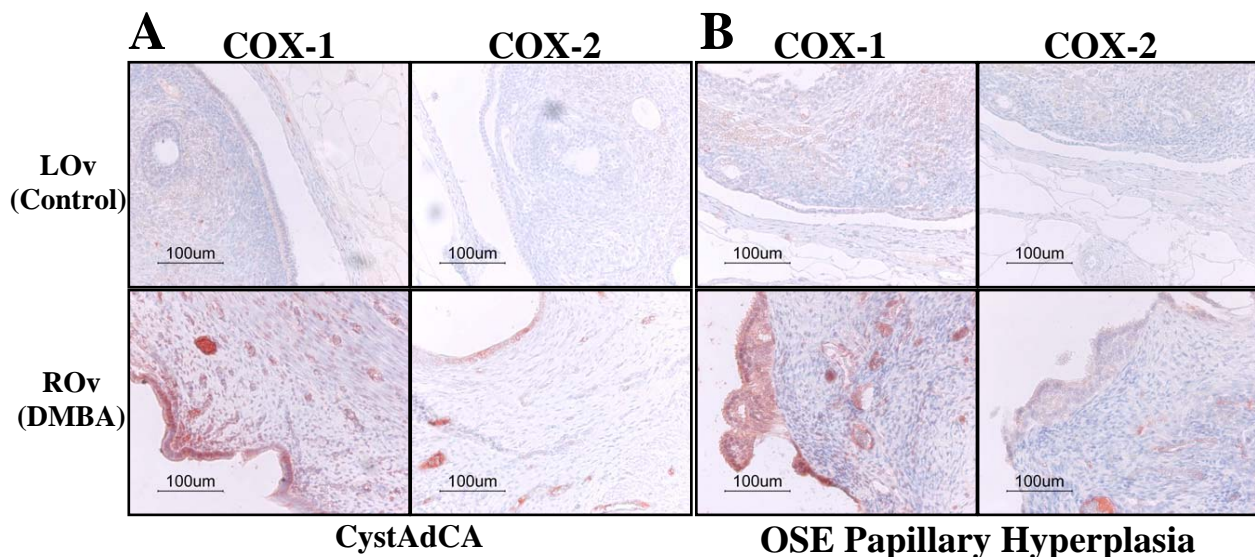 A B
COX-1 COX-2 COX-1 COX-2
LOv
(Control)
100um 100um 100um 100um
ROv
(DMBA)
100um 100um 100um 100um
CystAdCA OSE Papillary Hyperplasia